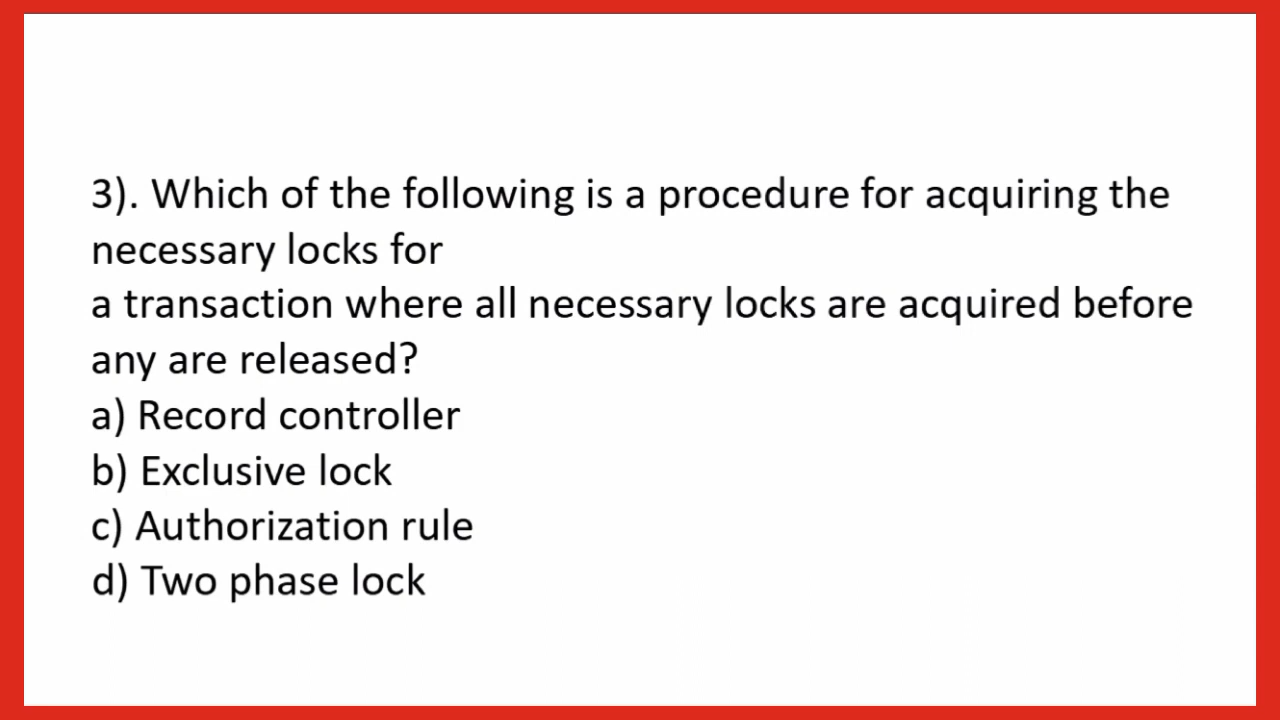 3). Which of the following is a procedure for acquiring the
necessary locks for
a transaction where all necessary locks are acquired before
any are released?
a) Record controller
b) Exclusive lock
c) Authorization rule
d) Two phase lock